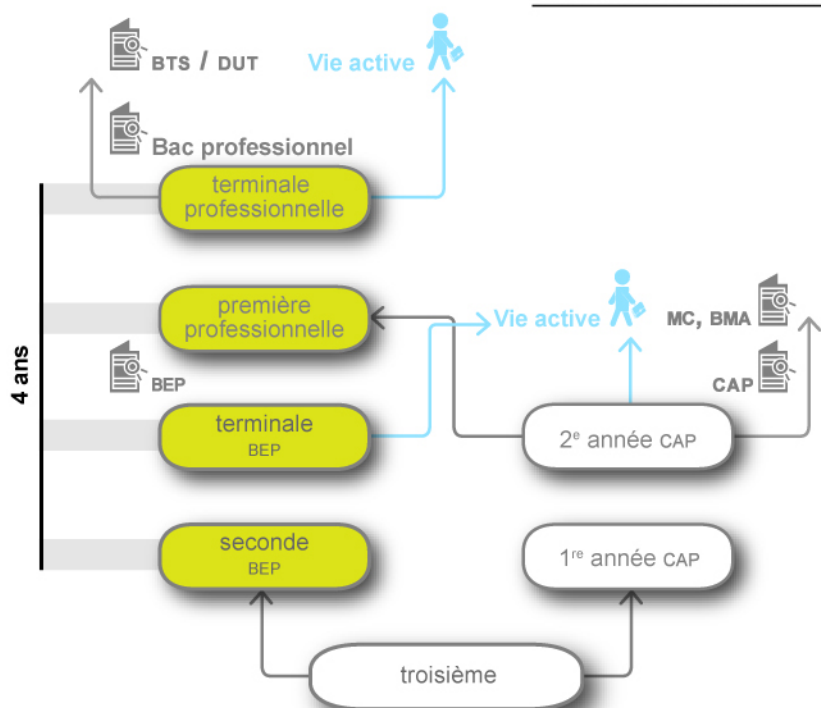 BTS / DUT
Vie active
Bac professionnel
terminale
professionnelle
première
professionnelle
Vie active
MC, BMA
4 ans
BEP
CAP
terminale
BEP
2e année CAP
seconde
BEP
1re année CAP
troisième